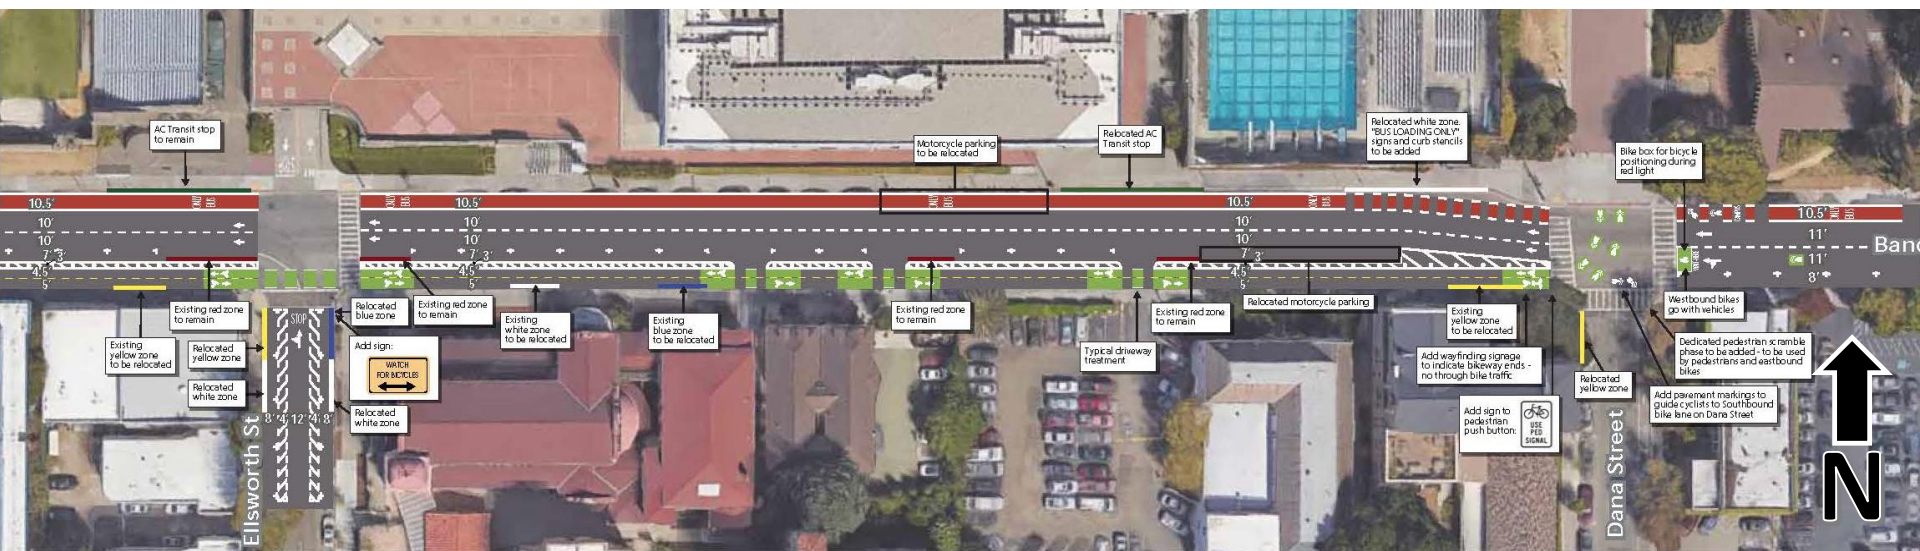 AC Transit stop
to remain
Motorcycle parking
to be relocated
Relocated AC
Transit stop
Relocated white zone.
"BUS LOADING ONLY"
signs and curb stencils
to be added
Bike box for bicycle
positioning during
red light
10.5'
ONLY
BUS
ONLY
BUS
10.5'
ONLY
BUS
10.5'
ONLY
BUS
10.5'
BUS
10'
10'
7'
3'
4.5'
5'
10'
10'
7'
3'
4.5'
5'
10'
10'
7'
3'
4.5'
5'
11'
11'
8'
Banc
Existing red zone
to remain
Existing
yellow zone
to be relocated
Relocated
yellow zone
Relocated
white zone
STOP
Relocated
blue zone
Existing red zone
to remain
Add sign:
WATCH
FOR BICYCLES
Relocated
white zone
8' 4' 12' 4' 8'
Ellsworth St
Existing
white zone
to be relocated
Existing
blue zone
to be relocated
Existing red zone
to remain
Typical driveway
treatment
Existing red zone
to remain
Relocated motorcycle parking
Existing
yellow zone
to be relocated
Add wayfinding signage
to indicate bikeway ends -
no through bike traffic
Add sign to
pedestrian
push button:
USE
PED
SIGNAL
Relocated
yellow zone
Dana Street
Westbound bikes
go with vehicles
Dedicated pedestrian scramble
phase to be added - to be used
by pedestrians and eastbound
bikes
Add pavement markings to
guide cyclists to Southbound
bike lane on Dana Street
N